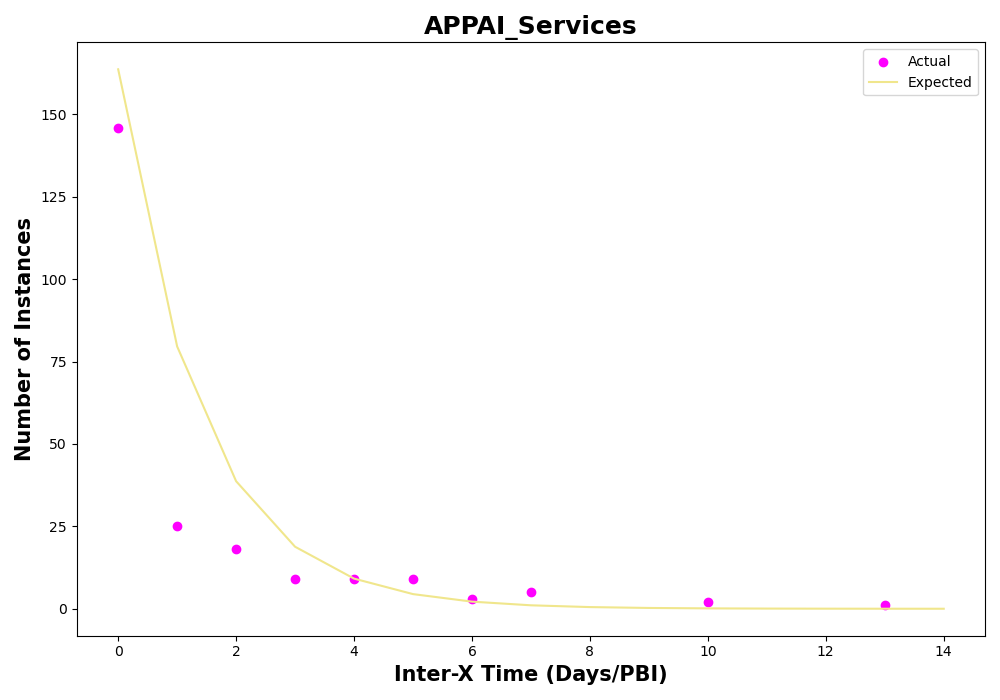 APPAI_Services
Actual
Expected
150
125
100
75
50
25
0
Number of Instances
0 2 4 6 8 10 12 14
Inter-X Time (Days/PBI)